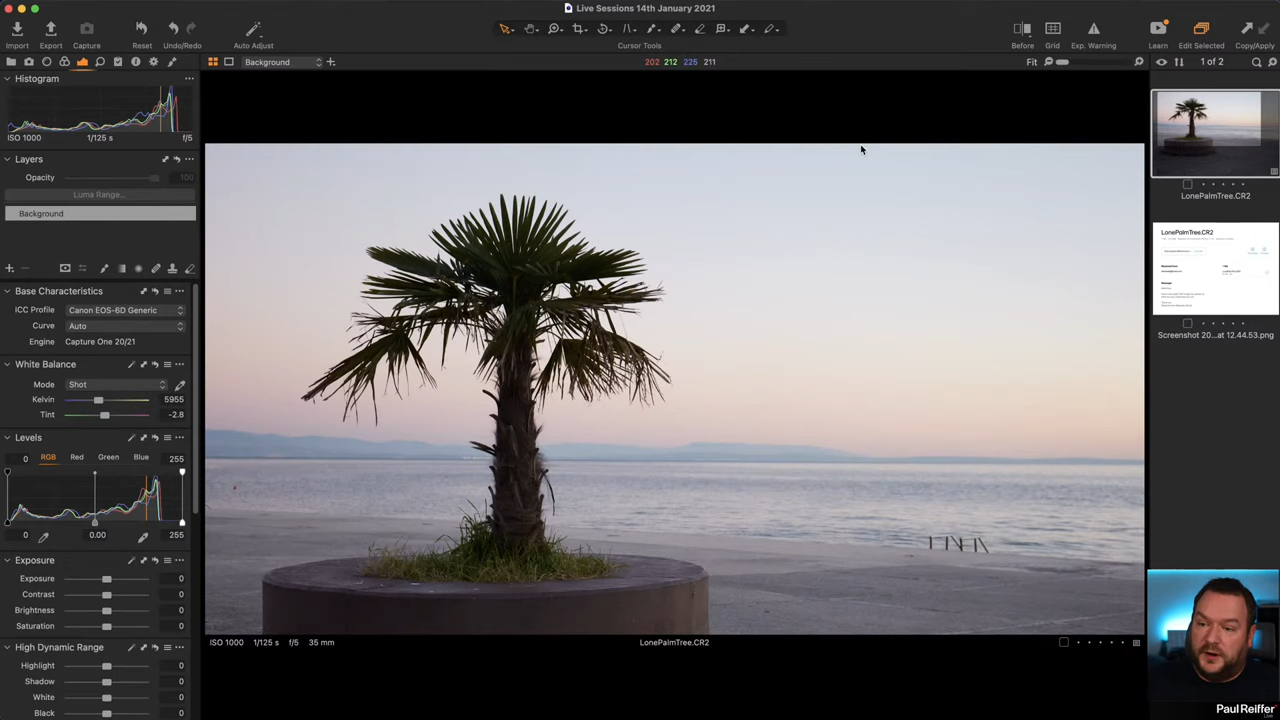 Live Sessions 14th January 2021
Import
Export
Capture
Reset
Undo/Redo
Auto Adjust
Cursor Tools
Before
Grid
Exp. Warning
Learn
Edit Selected
Copy/Apply
Background
202 212 225 211
Fit
1 of 2
Histogram
ISO 1000 1/125 s f/5
Layers
Opacity 100
Luma Range...
Background
Base Characteristics
ICC Profile Canon EOS-6D Generic
Curve Auto
Engine Capture One 20/21
White Balance
Mode Shot
Kelvin 5955
Tint -2.8
Levels
0 RGB Red Green Blue 255
0 0.00 255
Exposure
Exposure 0
Contrast 0
Brightness 0
Saturation 0
High Dynamic Range
Highlight 0
Shadow 0
White 0
Black 0
ISO 1000 1/125 s f/5 35 mm
LonePalmTree.CR2
LonePalmTree.CR2
LonePalmTree.CR2
Screenshot 20...at 12.44.53.png
PaulReiffer
Live